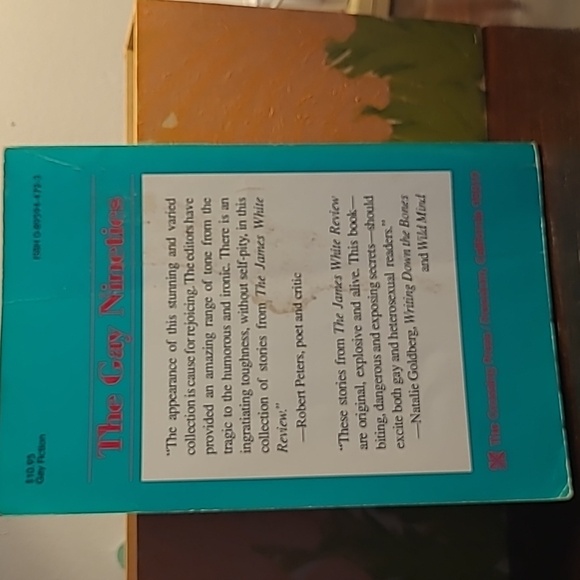 $10.95
Gay Fiction
ISBN 0-89594-475-3
The Gay Nineties
"The appearance of this stunning and varied
collection is cause for rejoicing. The editors have
provided an amazing range of tone from the
tragic to the humorous and ironic. There is an
ingratiating toughness, without self-pity, in this
collection of stories from The James White
Review."
—Robert Peters, poet and critic
"These stories from The James White Review
are original, explosive and alive. This book—
biting, dangerous and exposing secrets—should
excite both gay and heterosexual readers."
—Natalie Goldberg, Writing Down the Bones
and Wild Mind
The Crossing Press / Freedom, California